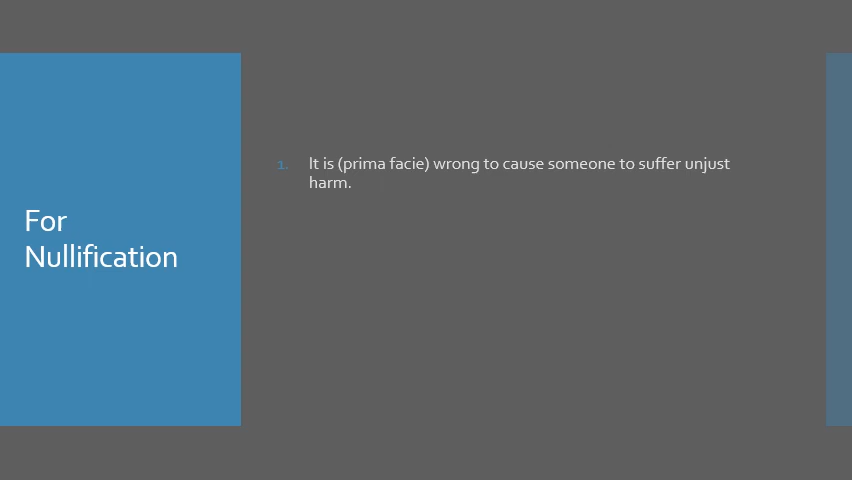 For
Nullification
1. It is (prima facie) wrong to cause someone to suffer unjust
harm.